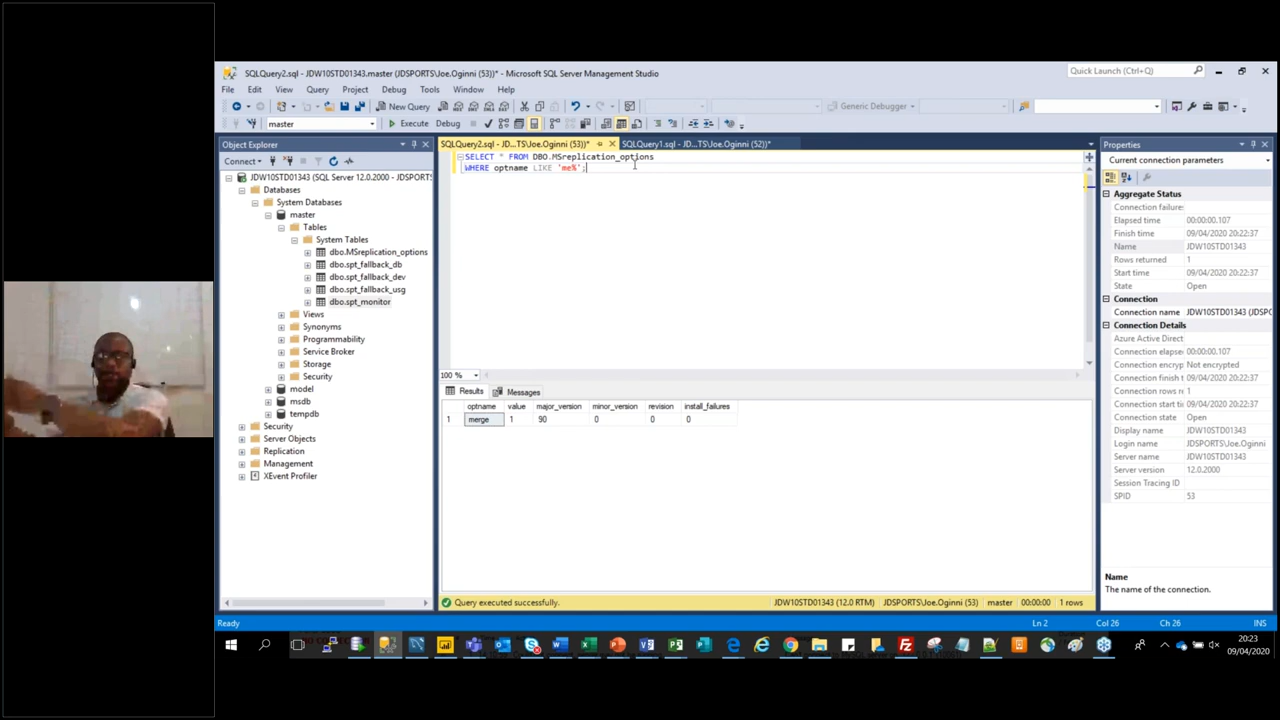 SQLQuery2.sql - JDW10STD01343.master (JDSPORTS\Joe.Oginni (53))* - Microsoft SQL Server Management Studio
Quick Launch (Ctrl+Q)
File Edit View Query Project Debug Tools Window Help
New Query
Generic Debugger
master
Execute Debug
Object Explorer
Connect
JDW10STD01343 (SQL Server 12.0.2000 - JDSPORTS
Databases
System Databases
master
Tables
System Tables
dbo.MSreplication_options
dbo.spt_fallback_db
dbo.spt_fallback_dev
dbo.spt_fallback_usg
dbo.spt_monitor
Views
Synonyms
Programmability
Service Broker
Storage
Security
model
msdb
tempdb
Security
Server Objects
Replication
Management
XEvent Profiler
SQLQuery2.sql - JD...TS\Joe.Oginni (53))*
SQLQuery1.sql - JD...TS\Joe.Oginni (52))*
SELECT * FROM DBO.MSreplication_options
WHERE optname LIKE 'me%';
100 %
Results Messages
optname value major_version minor_version revision install_failures
1 merge 1 90 0 0 0
Query executed successfully.
JDW10STD01343 (12.0 RTM) JDSPORTS\Joe.Oginni (53) master 00:00:00 1 rows
Properties
Current connection parameters
Aggregate Status
Connection failure:
Elapsed time 00:00:00.107
Finish time 09/04/2020 20:22:37
Name JDW10STD01343
Rows returned 1
Start time 09/04/2020 20:22:37
State Open
Connection
Connection name JDW10STD01343 (JDSPO
Connection Details
Azure Active Direct
Connection elapse 00:00:00.107
Connection encryp Not encrypted
Connection finish t 09/04/2020 20:22:37
Connection rows r 1
Connection start ti 09/04/2020 20:22:37
Connection state Open
Display name JDW10STD01343
Login name JDSPORTS\Joe.Oginni
Server name JDW10STD01343
Server version 12.0.2000
Session Tracing ID
SPID 53
Name
The name of the connection.
Ready
Ln 2 Col 26 Ch 26 INS
20:23
09/04/2020